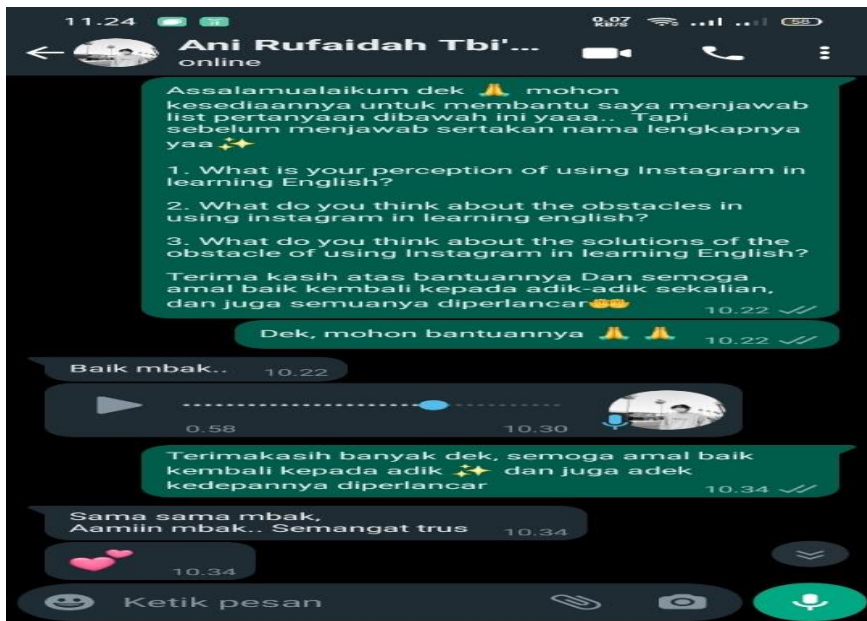 11.24
0.07 KB/S
58
Ani Rufaidah Tbi'...
online
Assalamualaikum dek 🙏 mohon
kesediaannya untuk membantu saya menjawab
list pertanyaan dibawah ini yaaa.. Tapi
sebelum menjawab sertakan nama lengkapnya
yaa ✨
1. What is your perception of using Instagram in
learning English?
2. What do you think about the obstacles in
using instagram in learning english?
3. What do you think about the solutions of the
obstacle of using Instagram in learning English?
Terima kasih atas bantuannya Dan semoga
amal baik kembali kepada adik-adik sekalian,
dan juga semuanya diperlancar🤲
10.22
Dek, mohon bantuannya 🙏 🙏
10.22
Baik mbak..
10.22
0.58
10.30
Terimakasih banyak dek, semoga amal baik
kembali kepada adik ✨ dan juga adek
kedepannya diperlancar
10.34
Sama sama mbak,
Aamiin mbak.. Semangat trus
10.34
💕
10.34
Ketik pesan